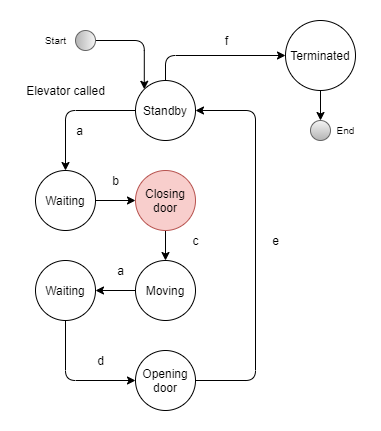 Start
f
Terminated
Elevator called
Standby
a
End
Waiting
b
Closing
door
c
e
Waiting
a
Moving
d
Opening
door